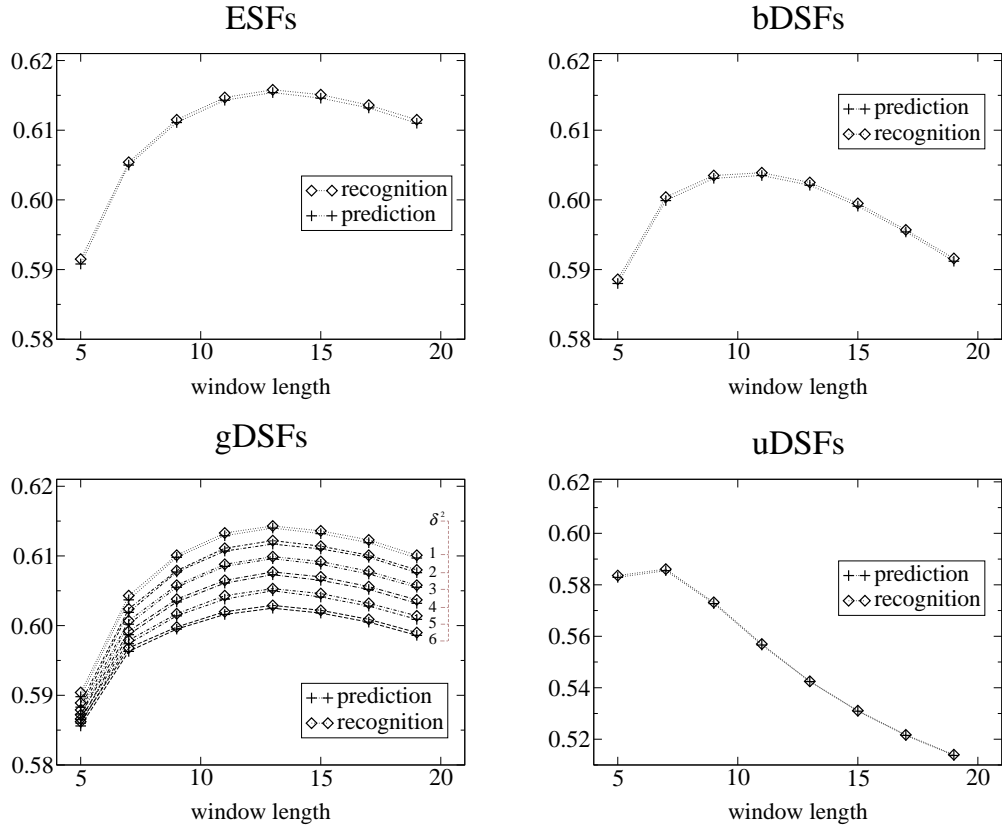 ESFs
0.62
0.61
0.60
0.59
0.58
recognition
prediction
5
10
15
20
window length
bDSFs
0.62
0.61
0.60
0.59
0.58
prediction
recognition
5
10
15
20
window length
gDSFs
0.62
0.61
0.60
0.59
0.58
δ²
1
2
3
4
5
6
prediction
recognition
5
10
15
20
window length
uDSFs
0.62
0.60
0.58
0.56
0.54
0.52
prediction
recognition
5
10
15
20
window length